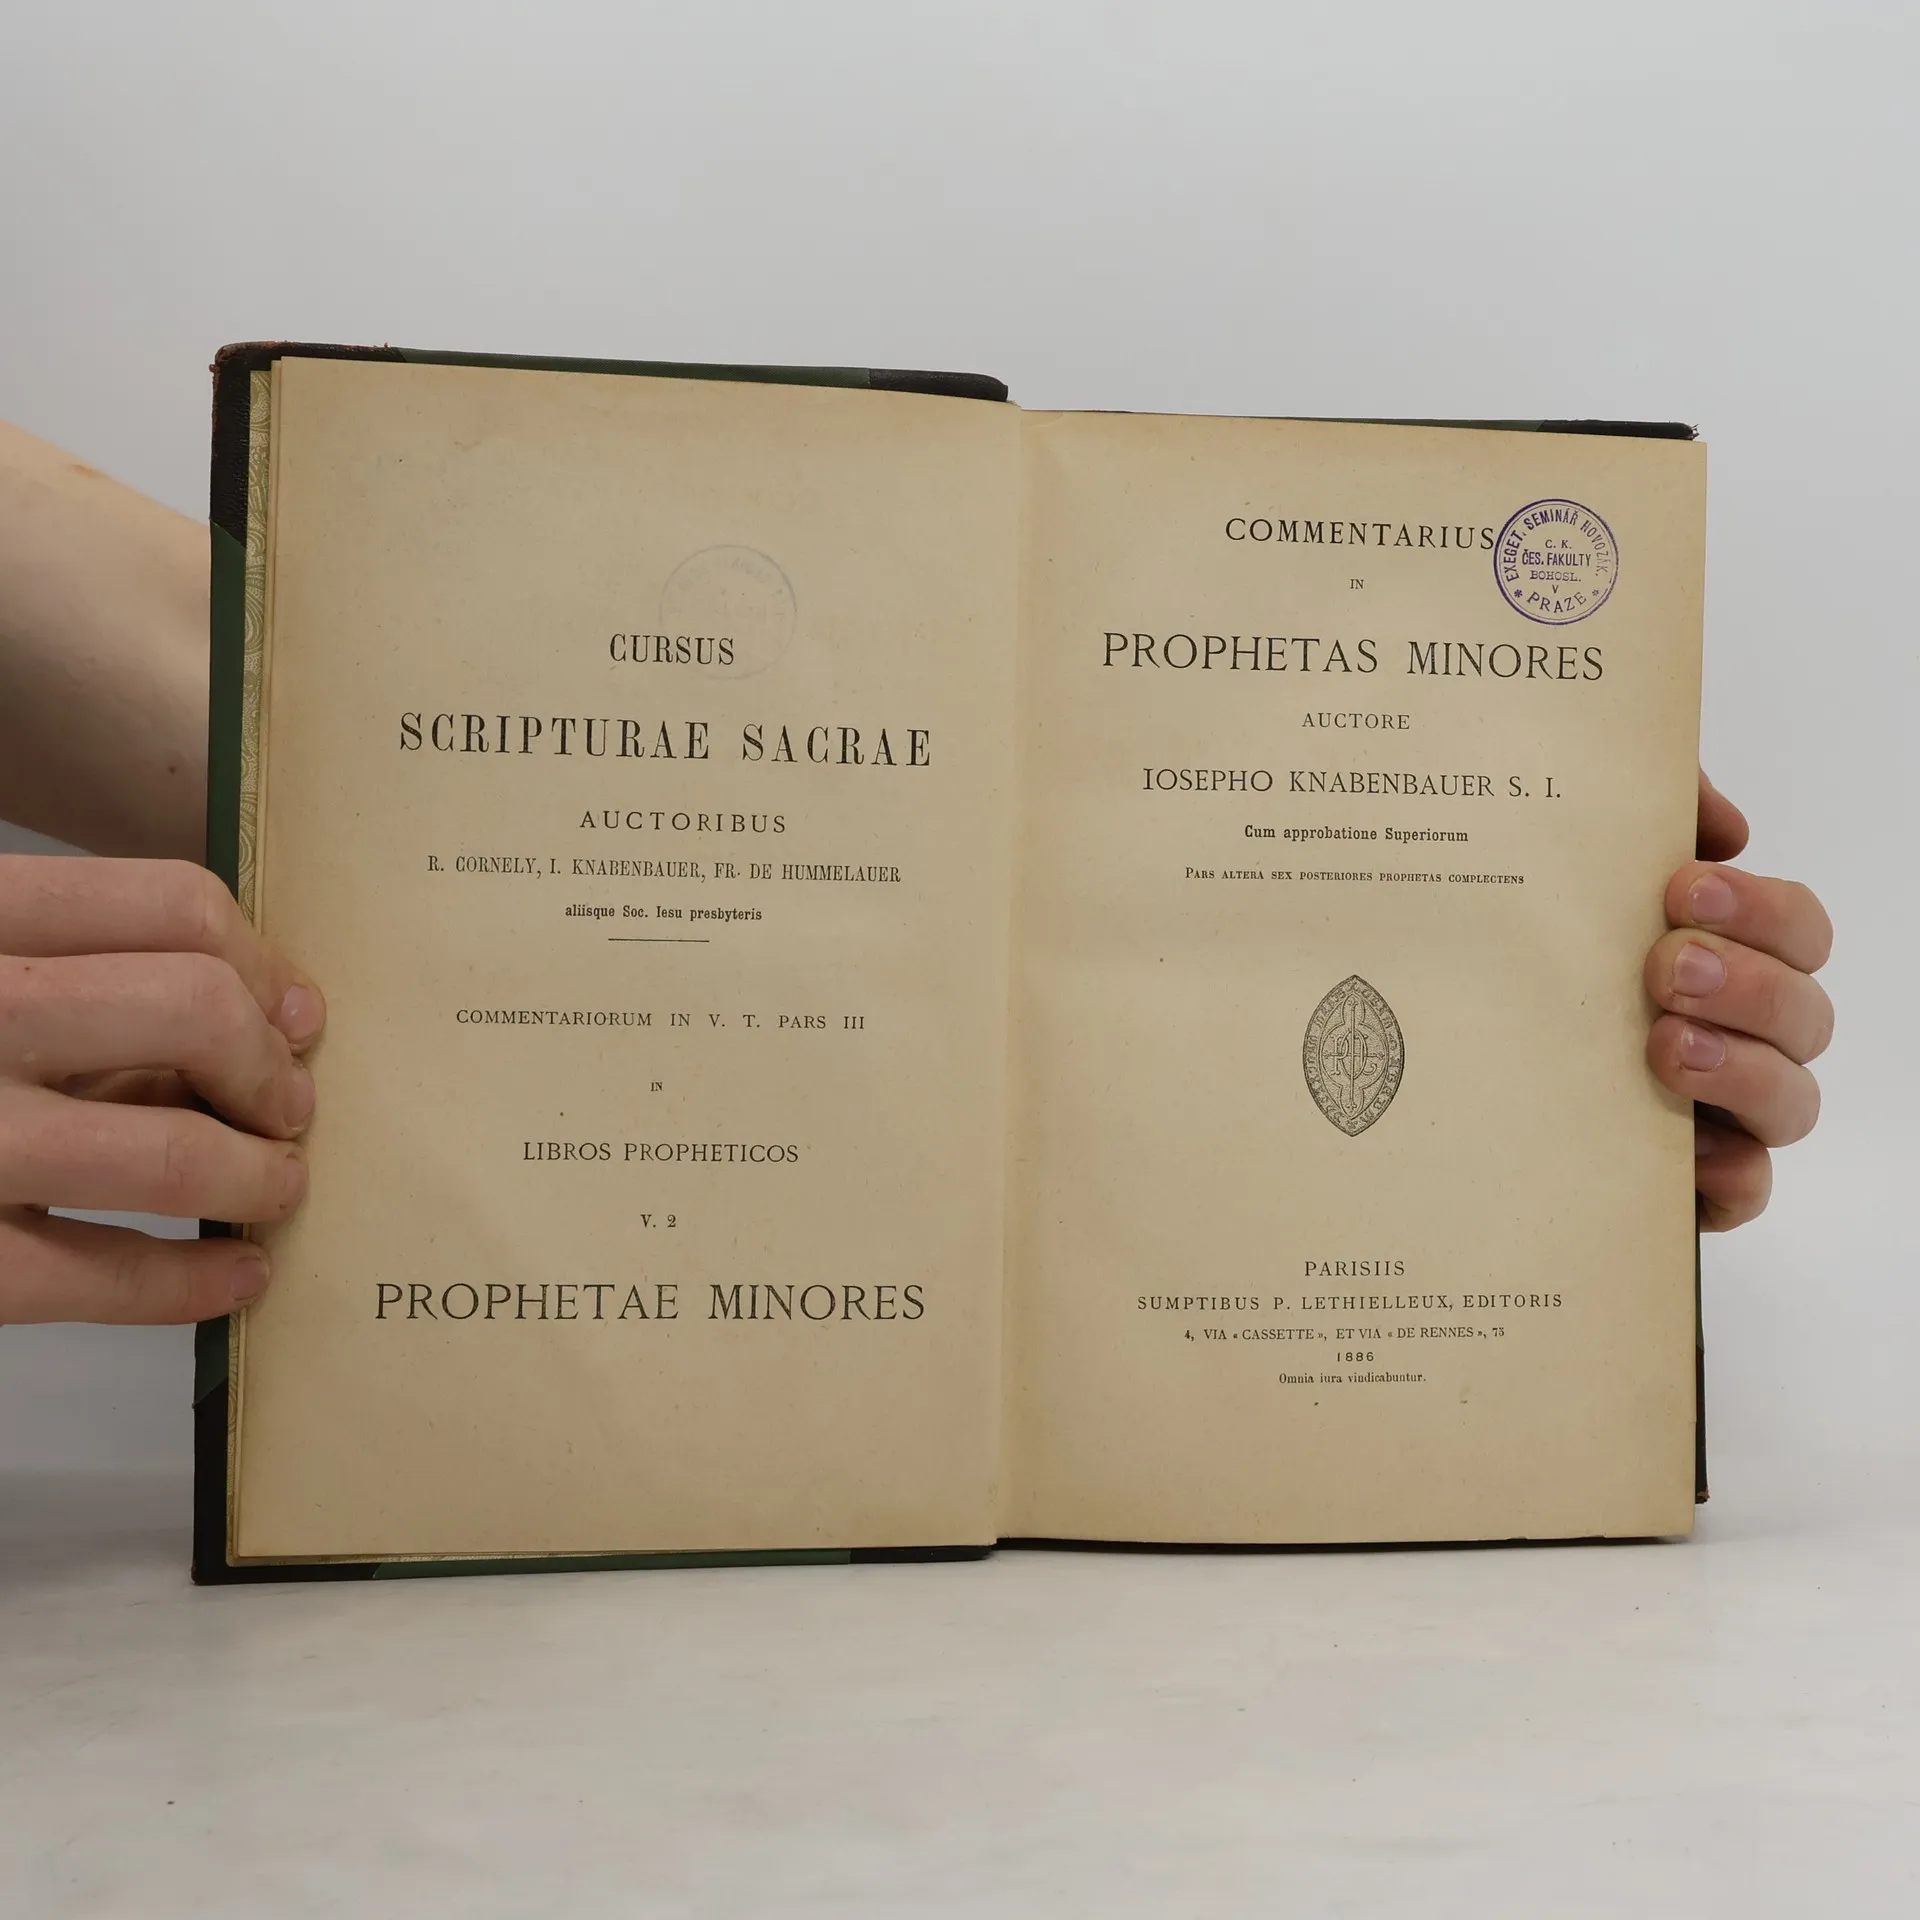 CURSUS
SCRIPTURAE SACRAE
AUCTORIBUS
R. CORNELY, I. KNABENBAUER, FR. DE HUMMELAUER
aliisque Soc. Iesu presbyteris
COMMENTARIORUM IN V. T. PARS III
IN
LIBROS PROPHETICOS
V. 2
PROPHETAE MINORES
COMMENTARIUS
IN
PROPHETAS MINORES
AUCTORE
IOSEPHO KNABENBAUER S. I.
Cum approbatione Superiorum
PARS ALTERA SEX POSTERIORES PROPHETAS COMPLECTENS
PARISIIS
SUMPTIBUS P. LETHIELLEUX, EDITORIS
4, VIA « CASSETTE », ET VIA « DE RENNES », 75
1886
Omnia iura vindicabuntur.
EXEGET. SEMINÁŘ NOVOZÁK.
C. K.
ČES. FAKULTY
BOHOSL.
V
* PRAZE *